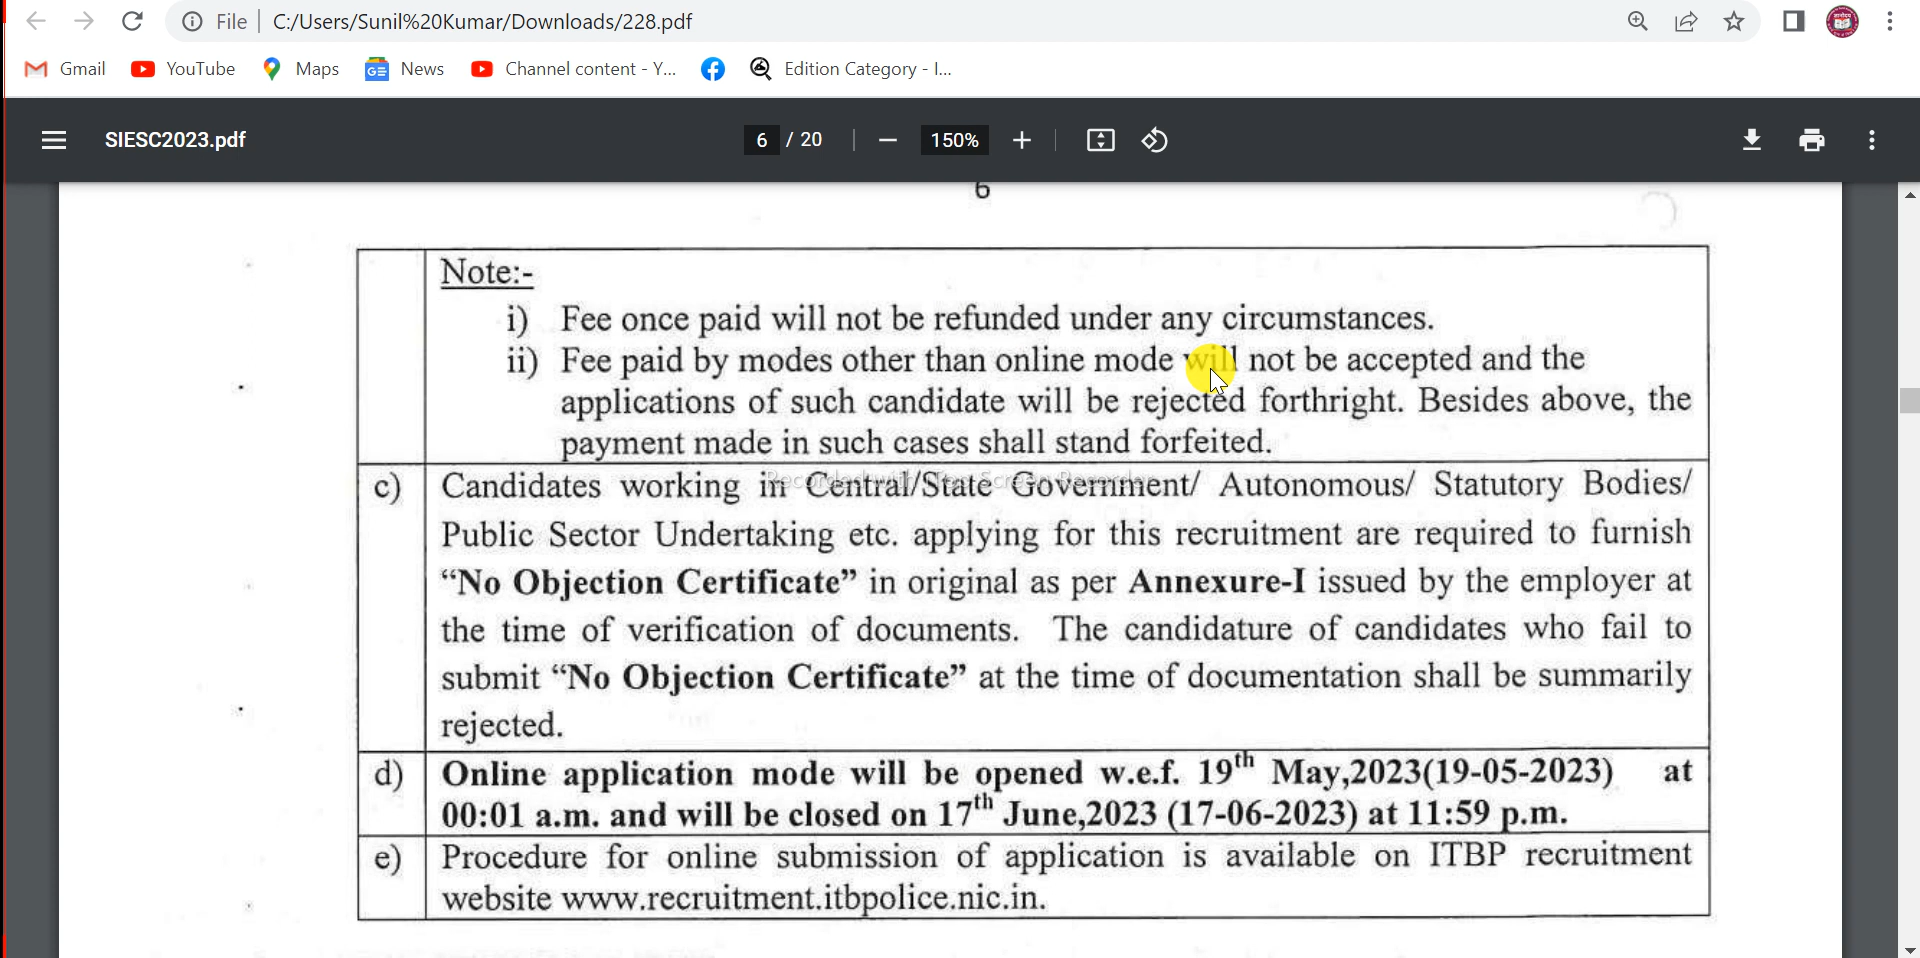 File C:/Users/Sunil%20Kumar/Downloads/228.pdf
Gmail YouTube Maps News Channel content - Y... Edition Category - I...
SIESC2023.pdf 6 / 20 150%
6
Note:-
i) Fee once paid will not be refunded under any circumstances.
ii) Fee paid by modes other than online mode will not be accepted and the
applications of such candidate will be rejected forthright. Besides above, the
payment made in such cases shall stand forfeited.
Recorded with iTop Screen Recorder
c) Candidates working in Central/State Government/ Autonomous/ Statutory Bodies/
Public Sector Undertaking etc. applying for this recruitment are required to furnish
“No Objection Certificate” in original as per Annexure-I issued by the employer at
the time of verification of documents. The candidature of candidates who fail to
submit “No Objection Certificate” at the time of documentation shall be summarily
rejected.
d) Online application mode will be opened w.e.f. 19th May,2023(19-05-2023) at
00:01 a.m. and will be closed on 17th June,2023 (17-06-2023) at 11:59 p.m.
e) Procedure for online submission of application is available on ITBP recruitment
website www.recruitment.itbpolice.nic.in.